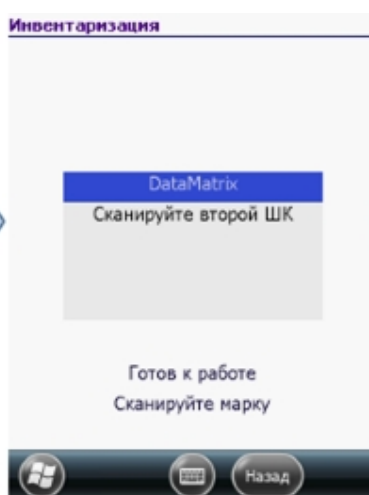 Инвентаризация
DataMatrix
Сканируйте второй ШК
Готов к работе
Сканируйте марку
Назад